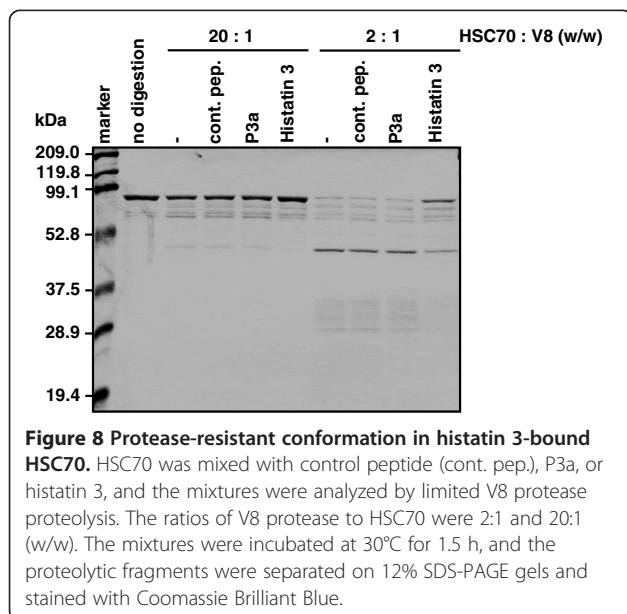 20 : 1 2 : 1 HSC70 : V8 (w/w)
kDa marker no digestion - cont. pep. P3a Histatin 3 - cont. pep. P3a Histatin 3
209.0
119.8
99.1
52.8
37.5
28.9
19.4
Figure 8 Protease-resistant conformation in histatin 3-bound
HSC70. HSC70 was mixed with control peptide (cont. pep.), P3a, or
histatin 3, and the mixtures were analyzed by limited V8 protease
proteolysis. The ratios of V8 protease to HSC70 were 2:1 and 20:1
(w/w). The mixtures were incubated at 30°C for 1.5 h, and the
proteolytic fragments were separated on 12% SDS-PAGE gels and
stained with Coomassie Brilliant Blue.